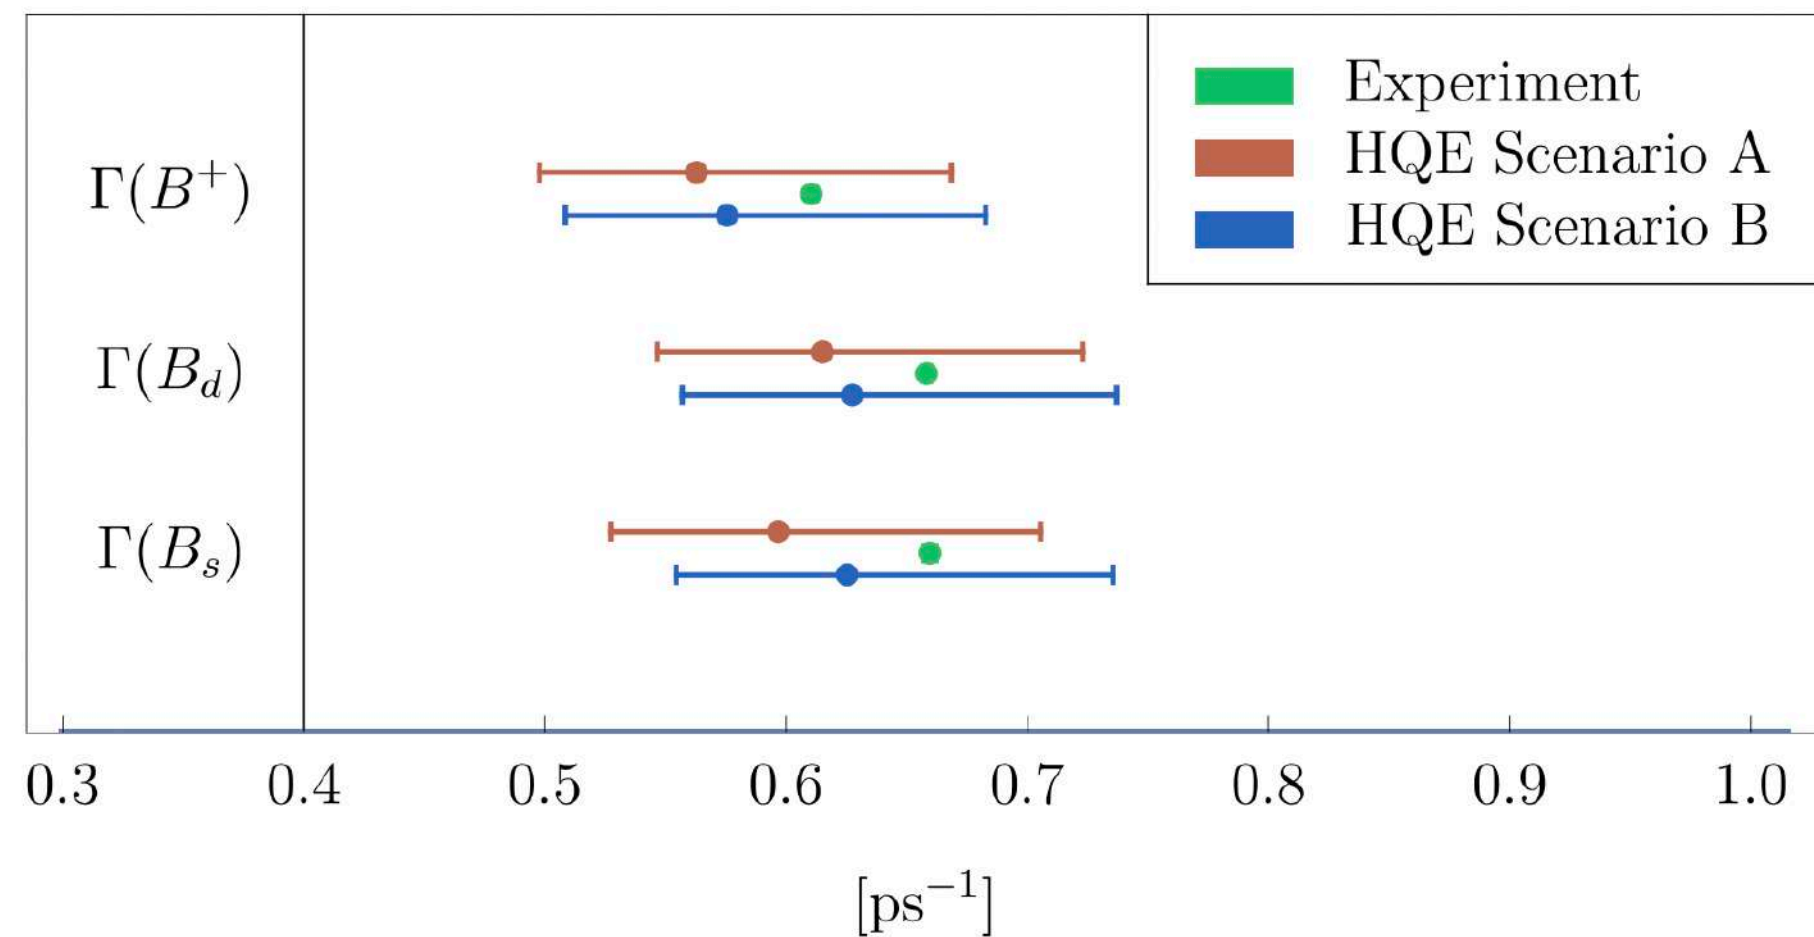 Experiment
HQE Scenario A
HQE Scenario B
Γ(B⁺)
Γ(B_d)
Γ(B_s)
0.3 0.4 0.5 0.6 0.7 0.8 0.9 1.0
[ps⁻¹]